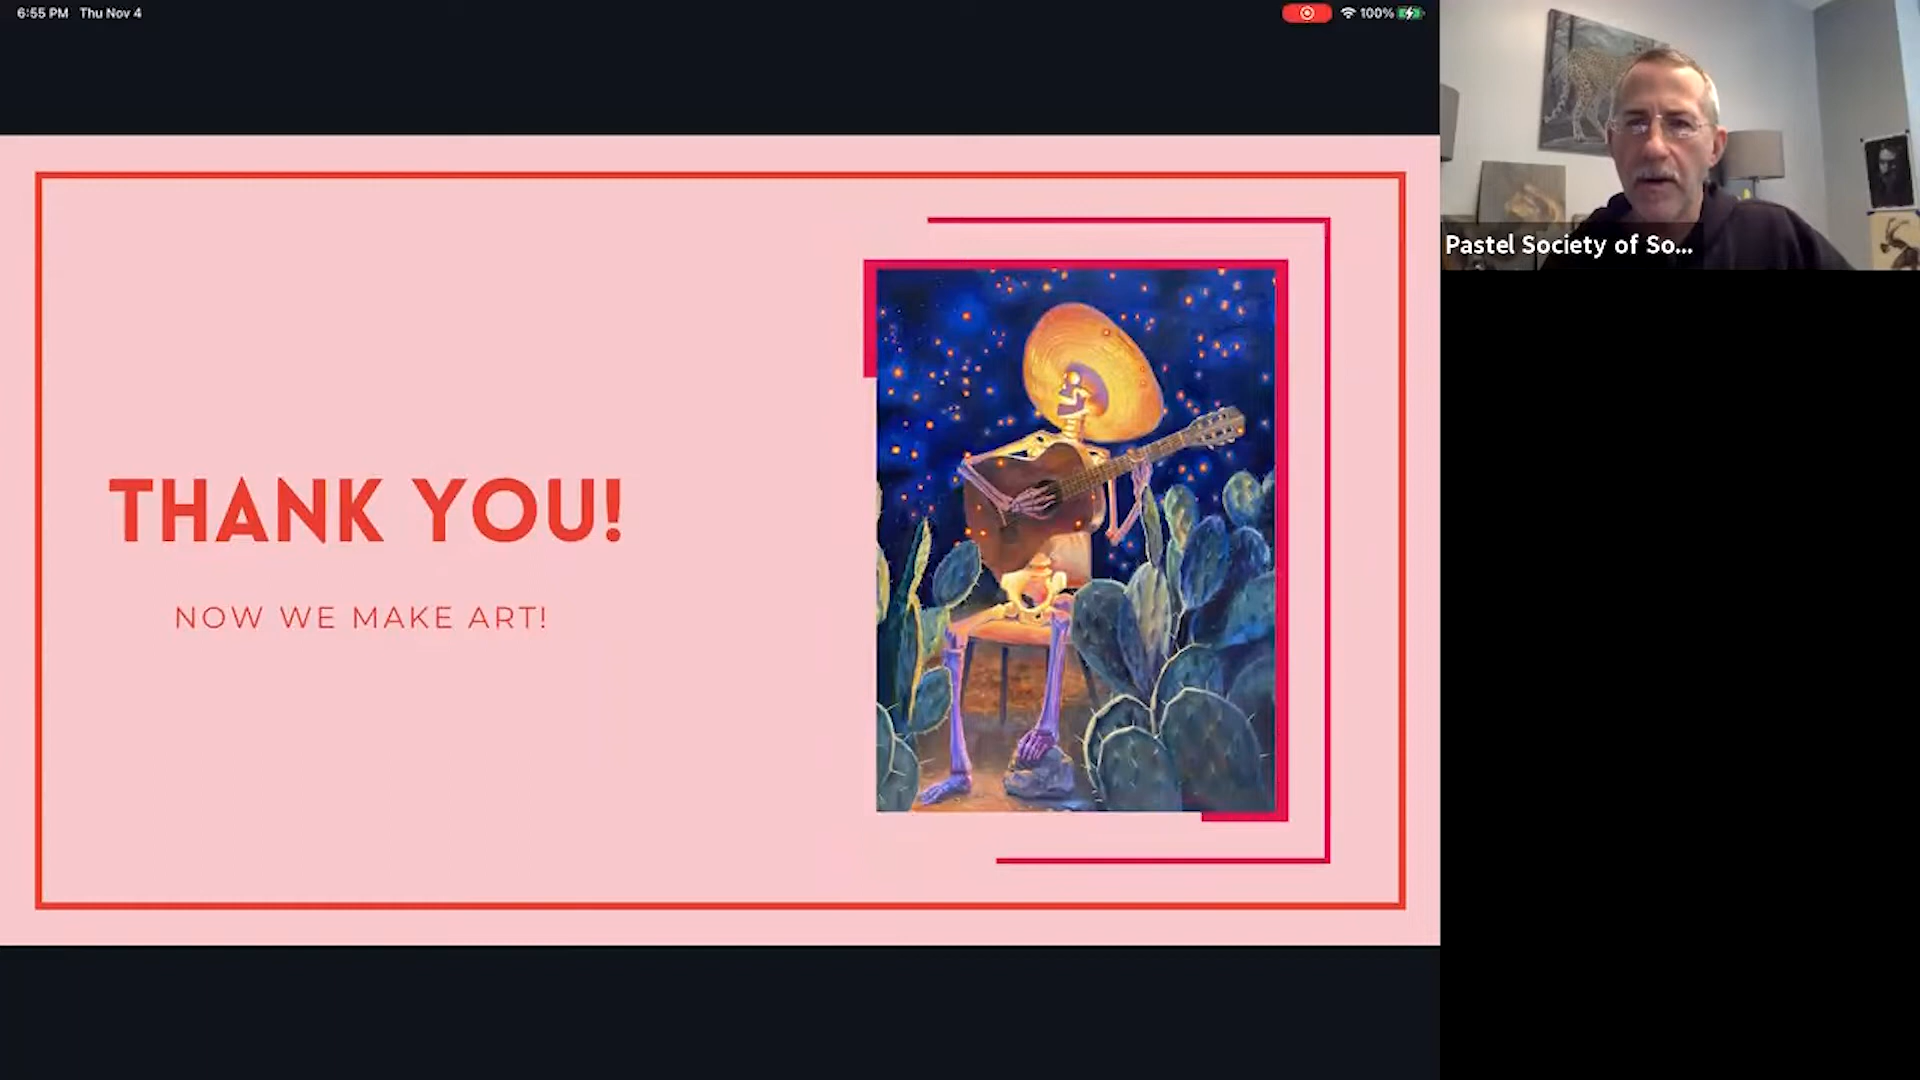 6:55 PM Thu Nov 4
100%
Pastel Society of So...
THANK YOU!
NOW WE MAKE ART!